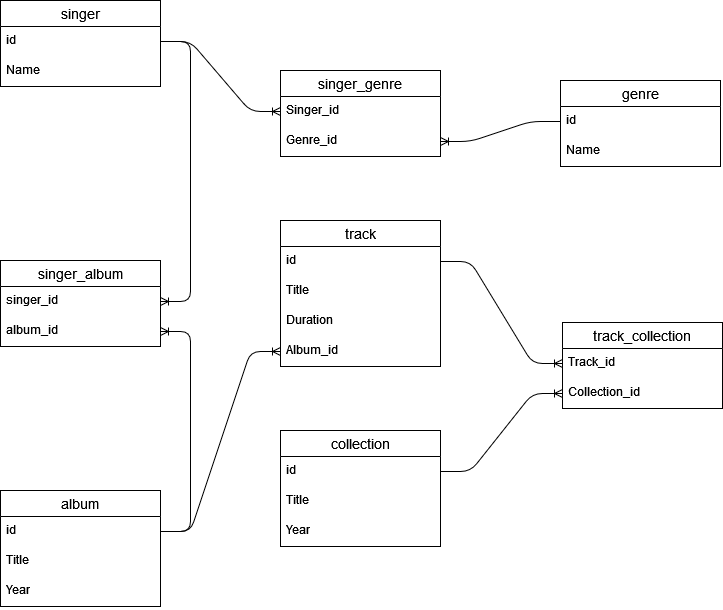 singer
id
Name
singer_genre
Singer_id
Genre_id
genre
id
Name
singer_album
singer_id
album_id
track
id
Title
Duration
Album_id
track_collection
Track_id
Collection_id
collection
id
Title
Year
album
id
Title
Year